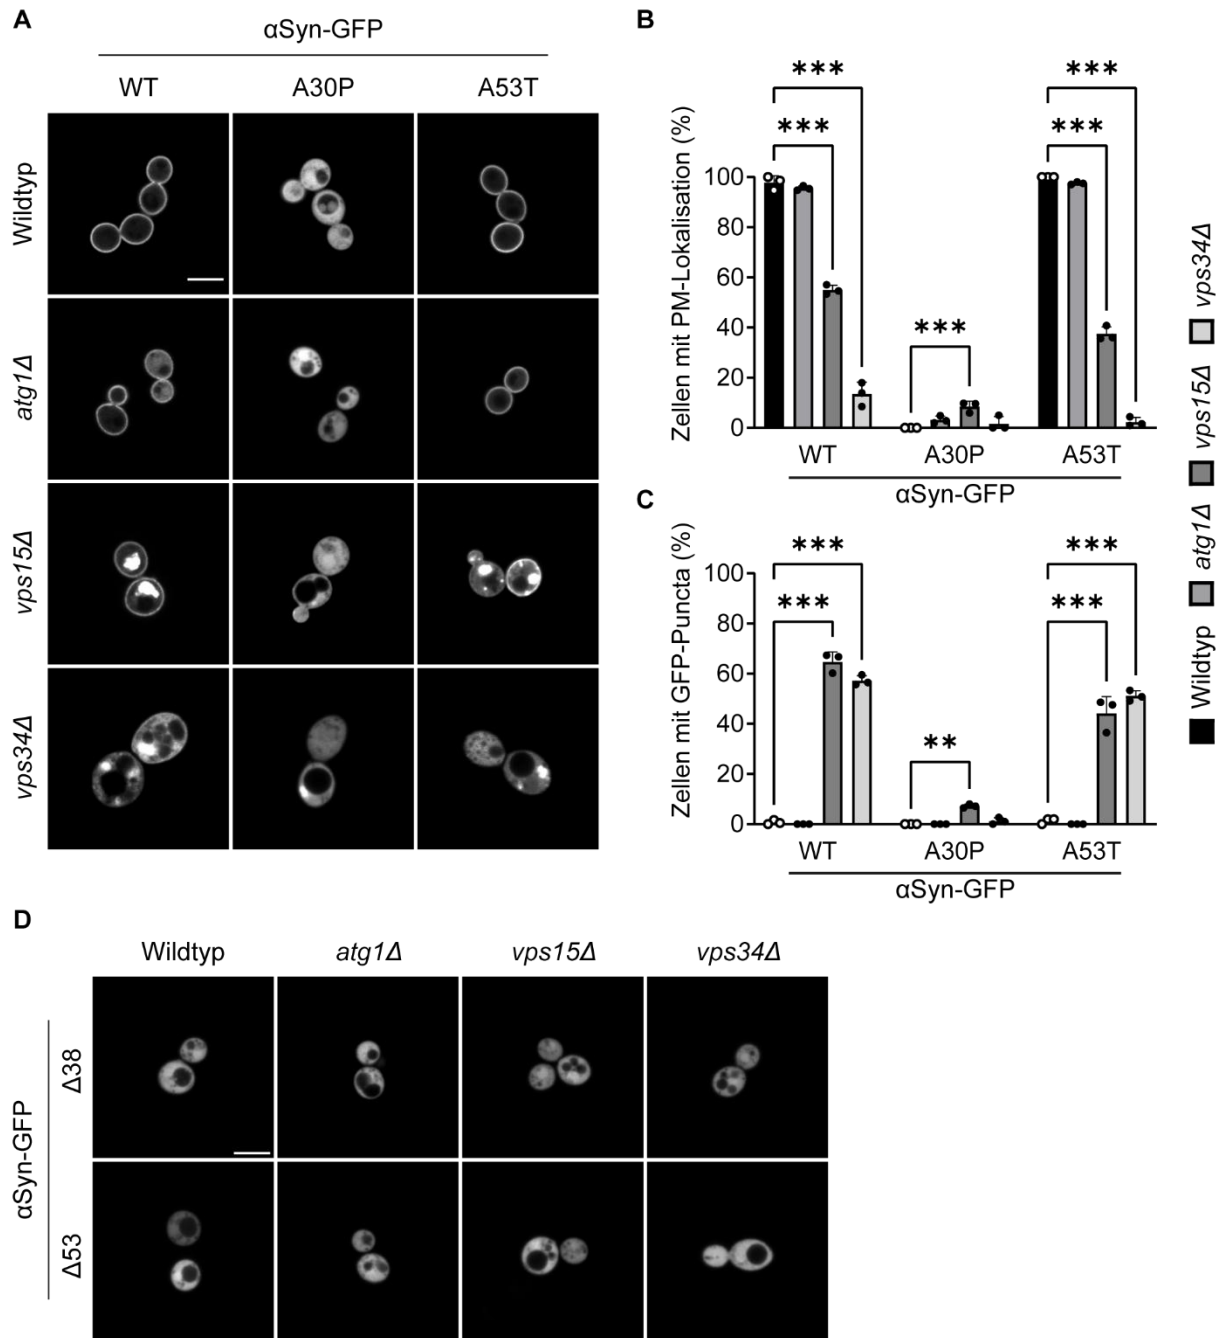 A
αSyn-GFP
WT A30P A53T
Wildtyp
atg1Δ
vps15Δ
vps34Δ
B
Zellen mit PM-Lokalisation (%)
*** ***
*** ***
100
80
60
40
***
20
0
WT A30P A53T
αSyn-GFP
C
Zellen mit GFP-Puncta (%)
100
*** ***
80
*** ***
60
40
**
20
0
WT A30P A53T
αSyn-GFP
Wildtyp atg1Δ vps15Δ vps34Δ
D
Wildtyp atg1Δ vps15Δ vps34Δ
αSyn-GFP
Δ38
Δ53